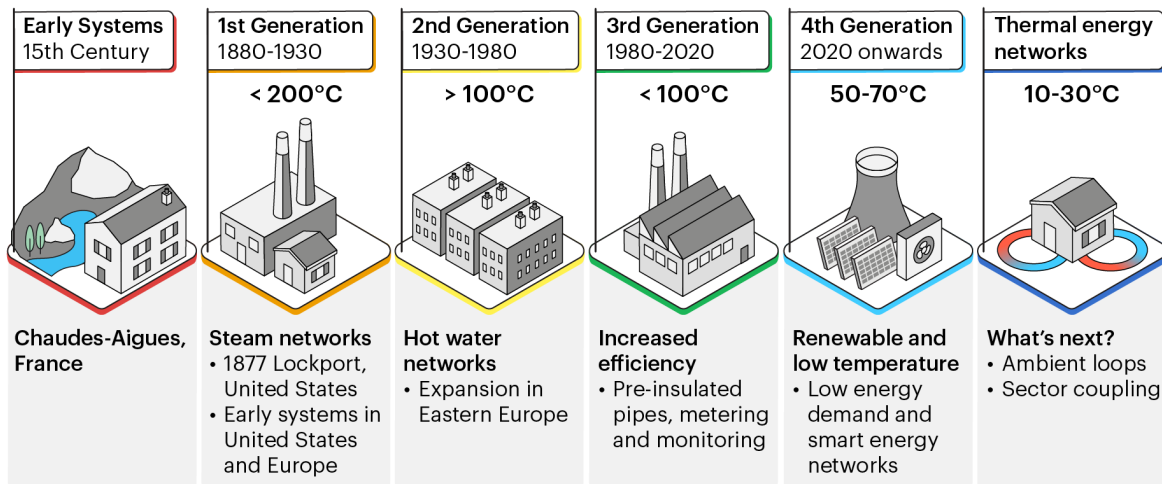 Early Systems
15th Century
1st Generation
1880-1930
< 200°C
2nd Generation
1930-1980
> 100°C
3rd Generation
1980-2020
< 100°C
4th Generation
2020 onwards
50-70°C
Thermal energy
networks
10-30°C
Chaudes-Aigues,
France
Steam networks
• 1877 Lockport,
United States
• Early systems in
United States
and Europe
Hot water
networks
• Expansion in
Eastern Europe
Increased
efficiency
• Pre-insulated
pipes, metering
and monitoring
Renewable and
low temperature
• Low energy
demand and
smart energy
networks
What's next?
• Ambient loops
• Sector coupling